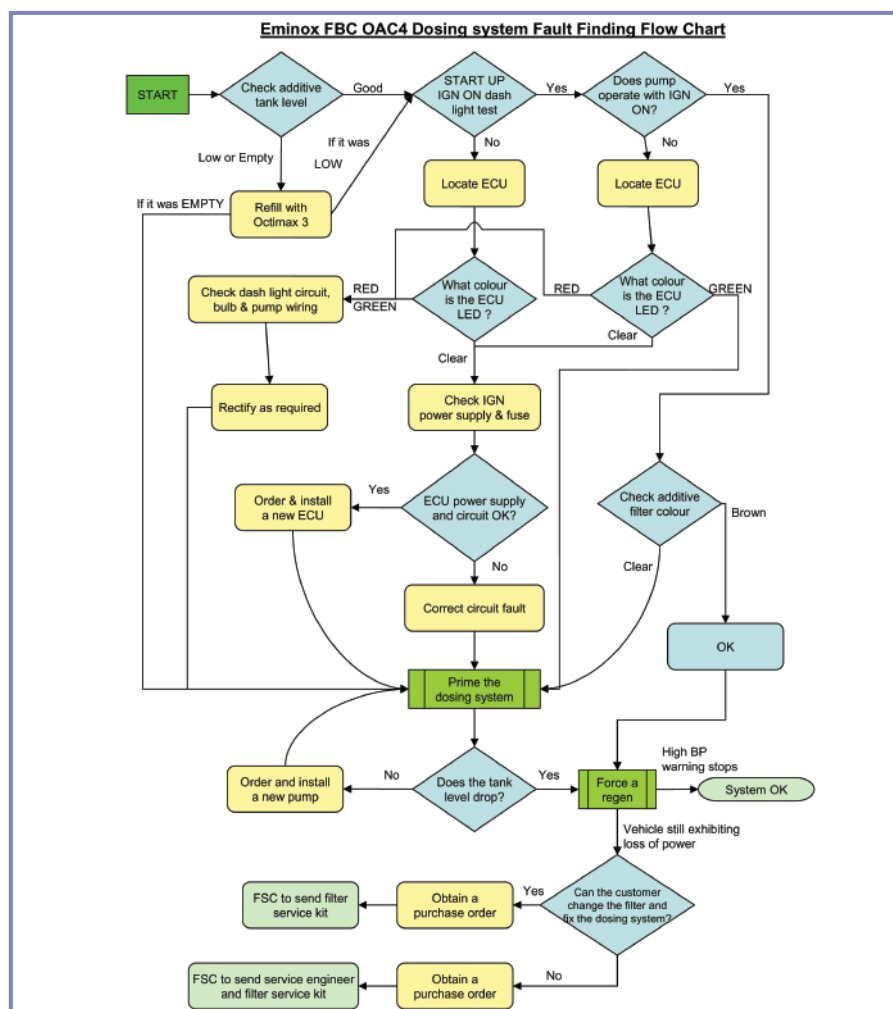 Eminox FBC OAC4 Dosing system Fault Finding Flow Chart
START
Check additive
tank level
Good
START UP
IGN ON dash
light test
Yes
Does pump
operate with IGN
ON?
Yes
Low or Empty
If it was
LOW
No
No
If it was EMPTY
Refill with
Octimax 3
Locate ECU
Locate ECU
Check dash light circuit,
bulb & pump wiring
RED
GREEN
What colour
is the ECU
LED ?
RED
What colour
is the ECU
LED ?
GREEN
Clear
Clear
Rectify as required
Check IGN
power supply & fuse
Order & install
a new ECU
Yes
ECU power supply
and circuit OK?
Check additive
filter colour
Brown
No
Clear
Correct circuit fault
OK
Prime the
dosing system
Order and install
a new pump
No
Does the tank
level drop?
Yes
Force a
regen
High BP
warning stops
System OK
Vehicle still exhibiting
loss of power
FSC to send filter
service kit
Obtain a
purchase order
Yes
Can the customer
change the filter and
fix the dosing system?
FSC to send service engineer
and filter service kit
Obtain a
purchase order
No